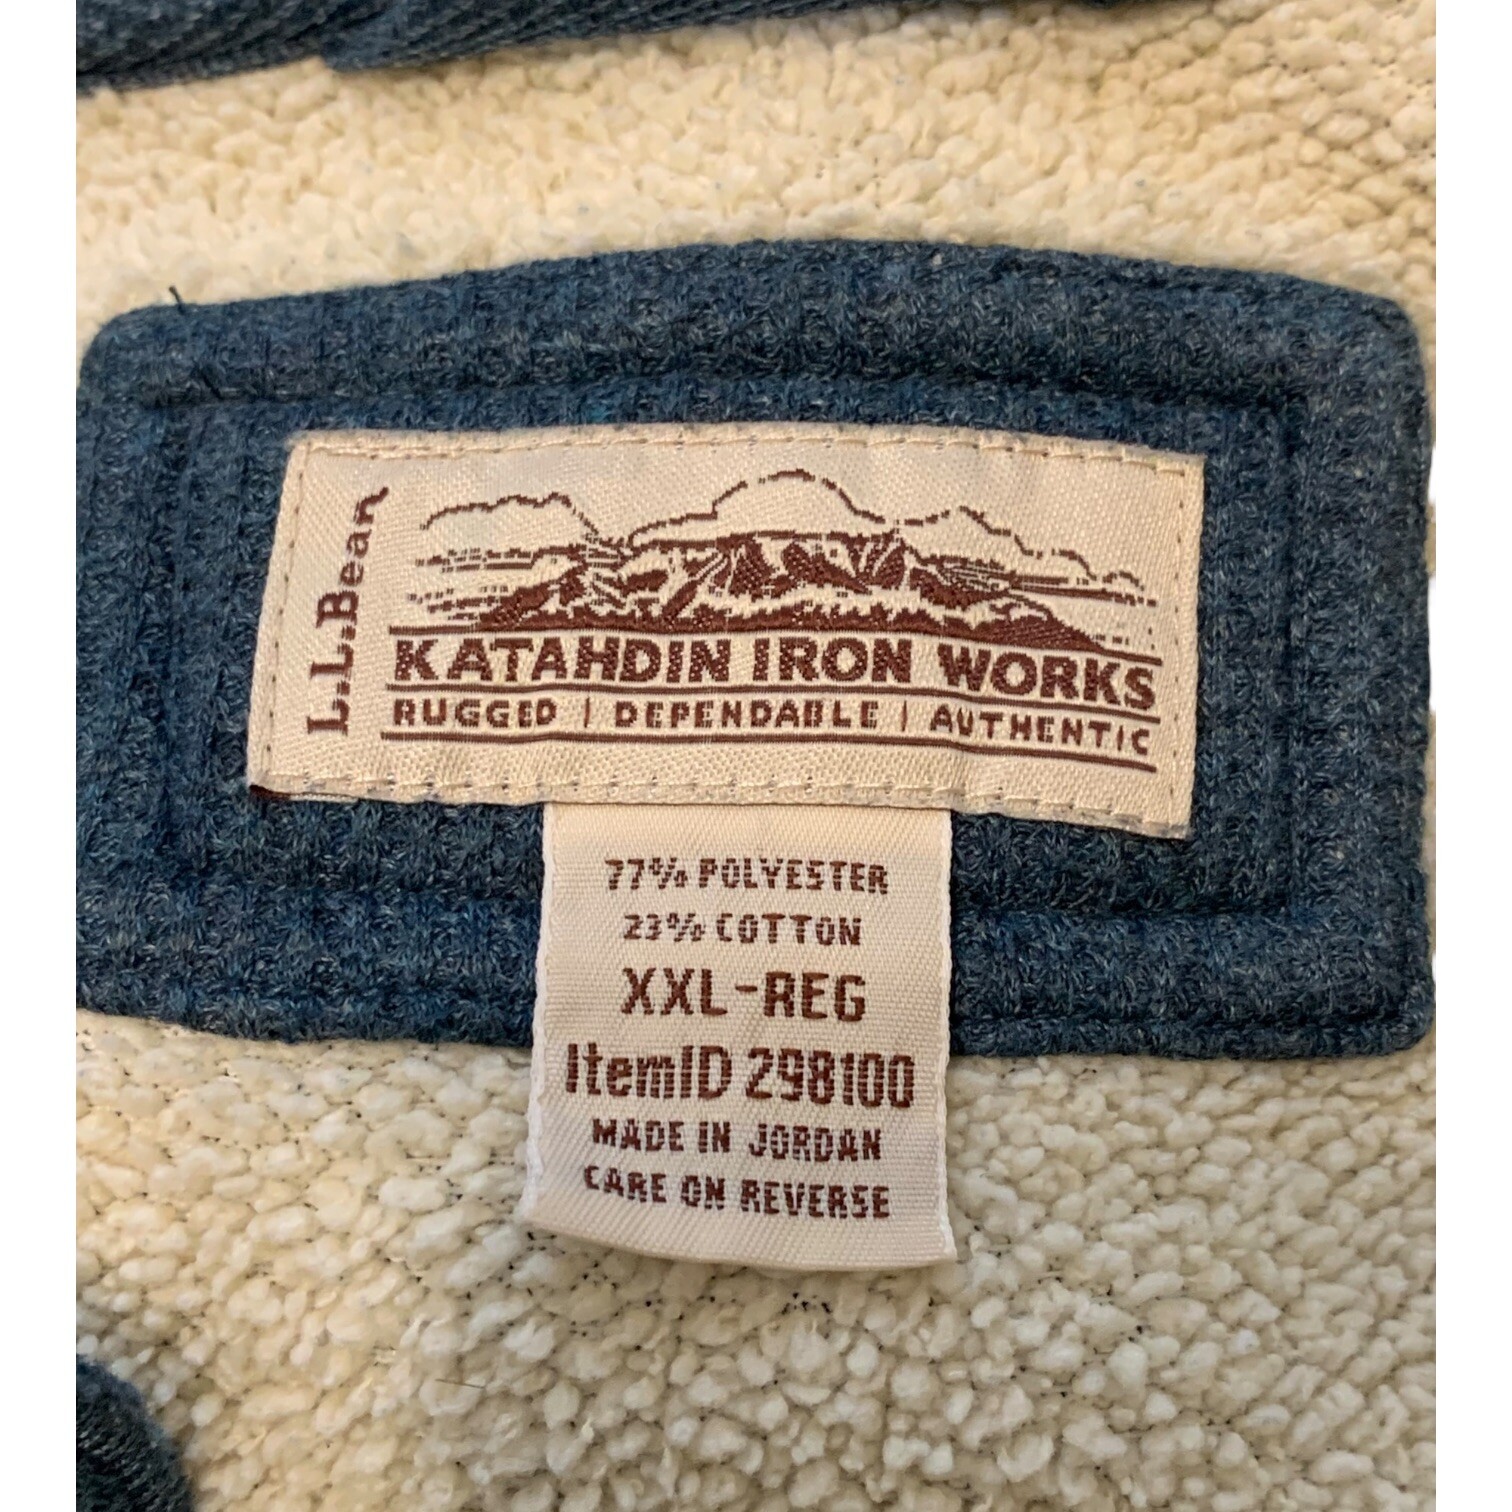 L.L.Bean
KATAHDIN IRON WORKS
RUGGED | DEPENDABLE | AUTHENTIC
77% POLYESTER
23% COTTON
XXL-REG
ItemID 298100
MADE IN JORDAN
CARE ON REVERSE